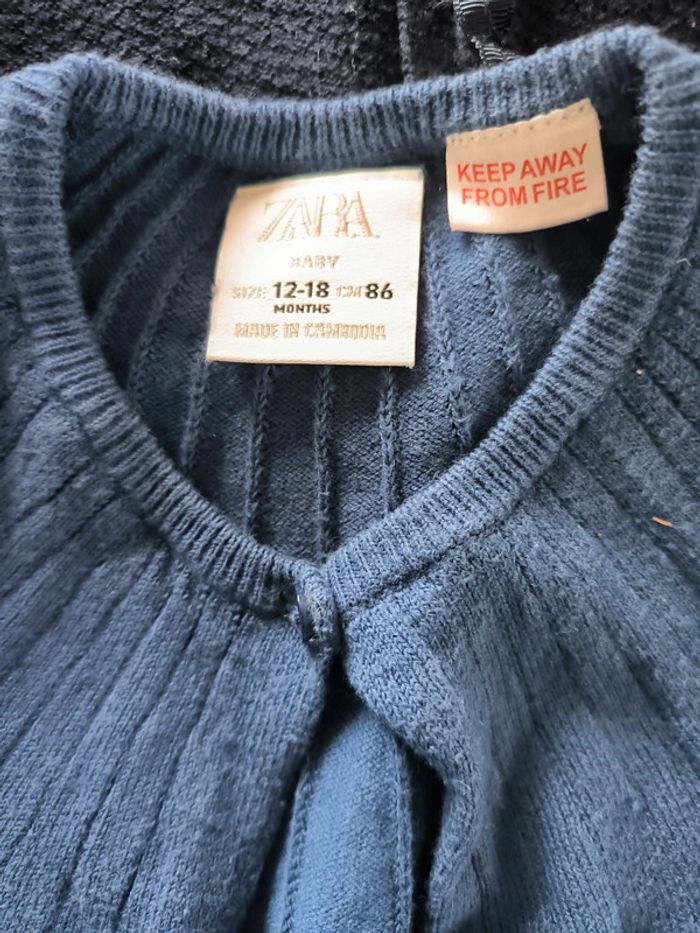 ZARA
BABY
SIZE 12-18 CM 86
MONTHS
MADE IN CAMBODIA
KEEP AWAY
FROM FIRE